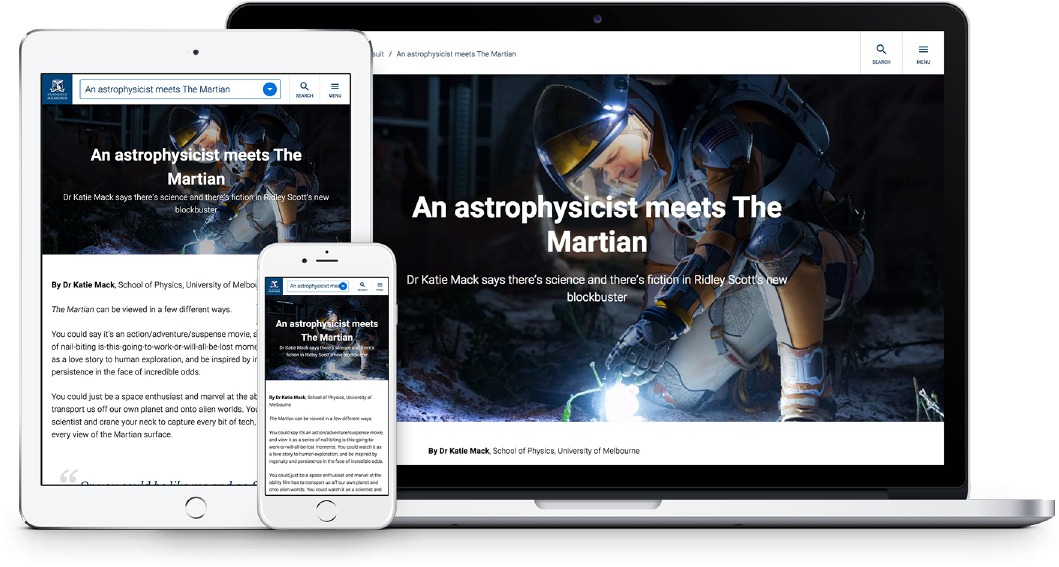 suit / An astrophysicist meets The Martian
SEARCH
MENU
An astrophysicist meets The
Martian
Dr Katie Mack says there's science and there's fiction in Ridley Scott's new
blockbuster
By Dr Katie Mack, School of Physics, University of Melbourne
MELBOURNE
An astrophysicist meets The Martian
SEARCH
MENU
An astrophysicist meets The
Martian
Dr Katie Mack says there's science and there's fiction in Ridley Scott's new
blockbuster
By Dr Katie Mack, School of Physics, University of Melbou
The Martian can be viewed in a few different ways.
You could say it's an action/adventure/suspense movie, a
of nail-biting is-this-going-to-work-or-will-all-be-lost mome
as a love story to human exploration, and be inspired by in
persistence in the face of incredible odds.
You could just be a space enthusiast and marvel at the ab
transport us off our own planet and onto alien worlds. You
scientist and crane your neck to capture every bit of tech,
every view of the Martian surface.
An astrophysicist mee
SEARCH
MENU
An astrophysicist meets
The Martian
Dr Katie Mack says there's science and there's
fiction in Ridley Scott's new blockbuster
By Dr Katie Mack, School of Physics, University of
Melbourne
The Martian can be viewed in a few different ways.
You could say it's an action/adventure/suspense movie,
and view it as a series of nail-biting is-this-going-to-
work-or-will-all-be-lost moments. You could watch it as
a love story to human exploration, and be inspired by
ingenuity and persistence in the face of incredible odds.
You could just be a space enthusiast and marvel at the
ability film has to transport us off our own planet and
onto alien worlds. You could watch it as a scientist and